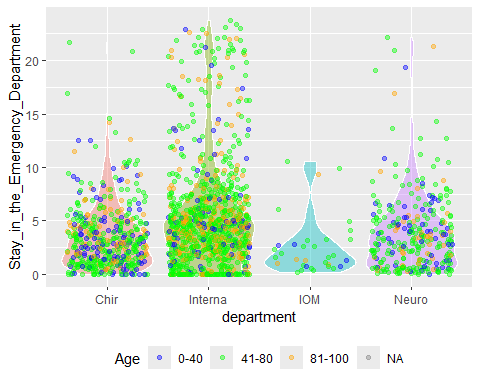 Stay_in_the_Emergency_Department
20
15
10
5
0
Chir Interna IOM Neuro
department
Age 0-40 41-80 81-100 NA